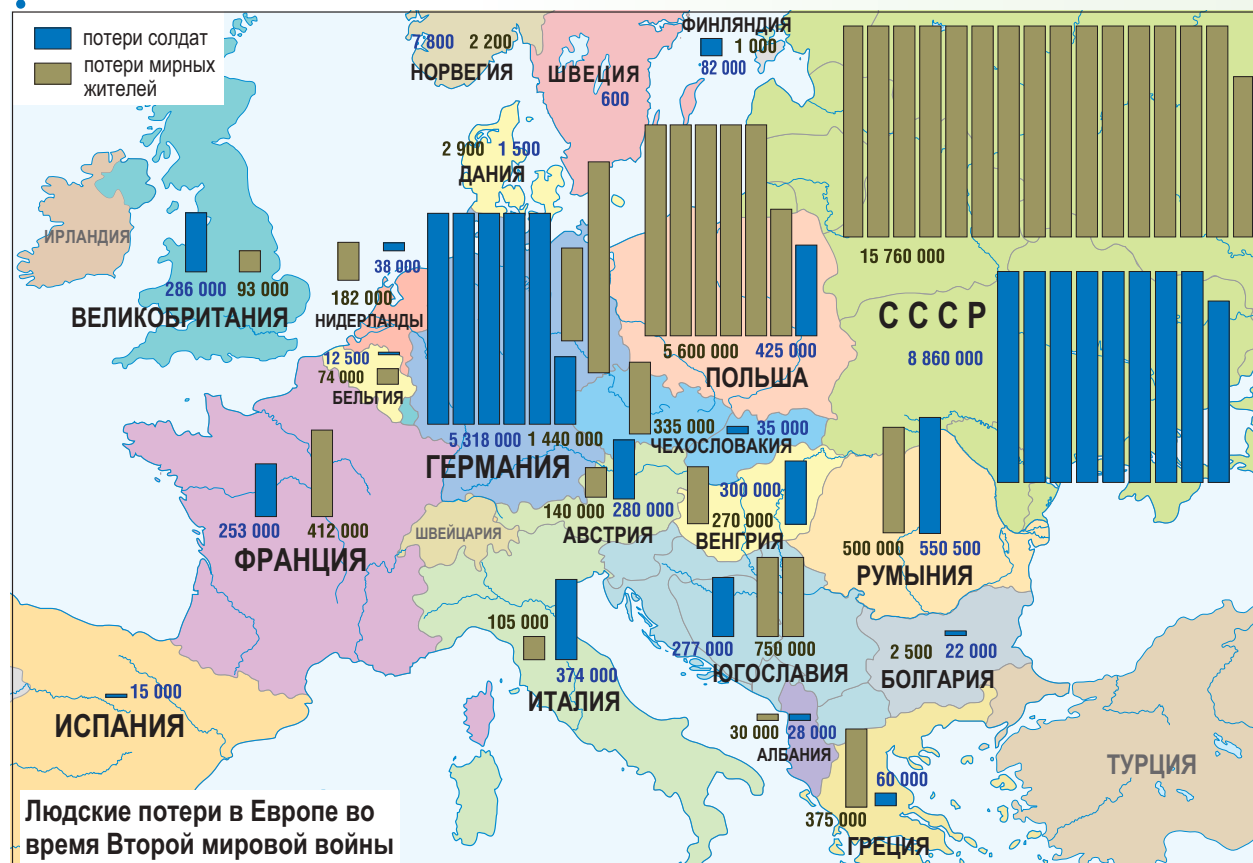 потери солдат
потери мирных
жителей
ФИНЛЯНДИЯ
1 000
82 000
7 800 2 200
НОРВЕГИЯ
ШВЕЦИЯ
600
2 900 1 500
ДАНИЯ
ИРЛАНДИЯ
286 000 93 000
ВЕЛИКОБРИТАНИЯ
38 000
182 000
НИДЕРЛАНДЫ
12 500
74 000
БЕЛЬГИЯ
5 318 000 1 440 000
ГЕРМАНИЯ
5 600 000 425 000
ПОЛЬША
15 760 000
СССР
8 860 000
335 000 35 000
ЧЕХОСЛОВАКИЯ
253 000 412 000
ФРАНЦИЯ
ШВЕЙЦАРИЯ
140 000 280 000
АВСТРИЯ
300 000
270 000
ВЕНГРИЯ
500 000 550 500
РУМЫНИЯ
105 000
374 000
ИТАЛИЯ
277 000 750 000
ЮГОСЛАВИЯ
2 500 22 000
БОЛГАРИЯ
15 000
ИСПАНИЯ
30 000 28 000
АЛБАНИЯ
60 000
375 000
ГРЕЦИЯ
ТУРЦИЯ
Людские потери в Европе во
время Второй мировой войны